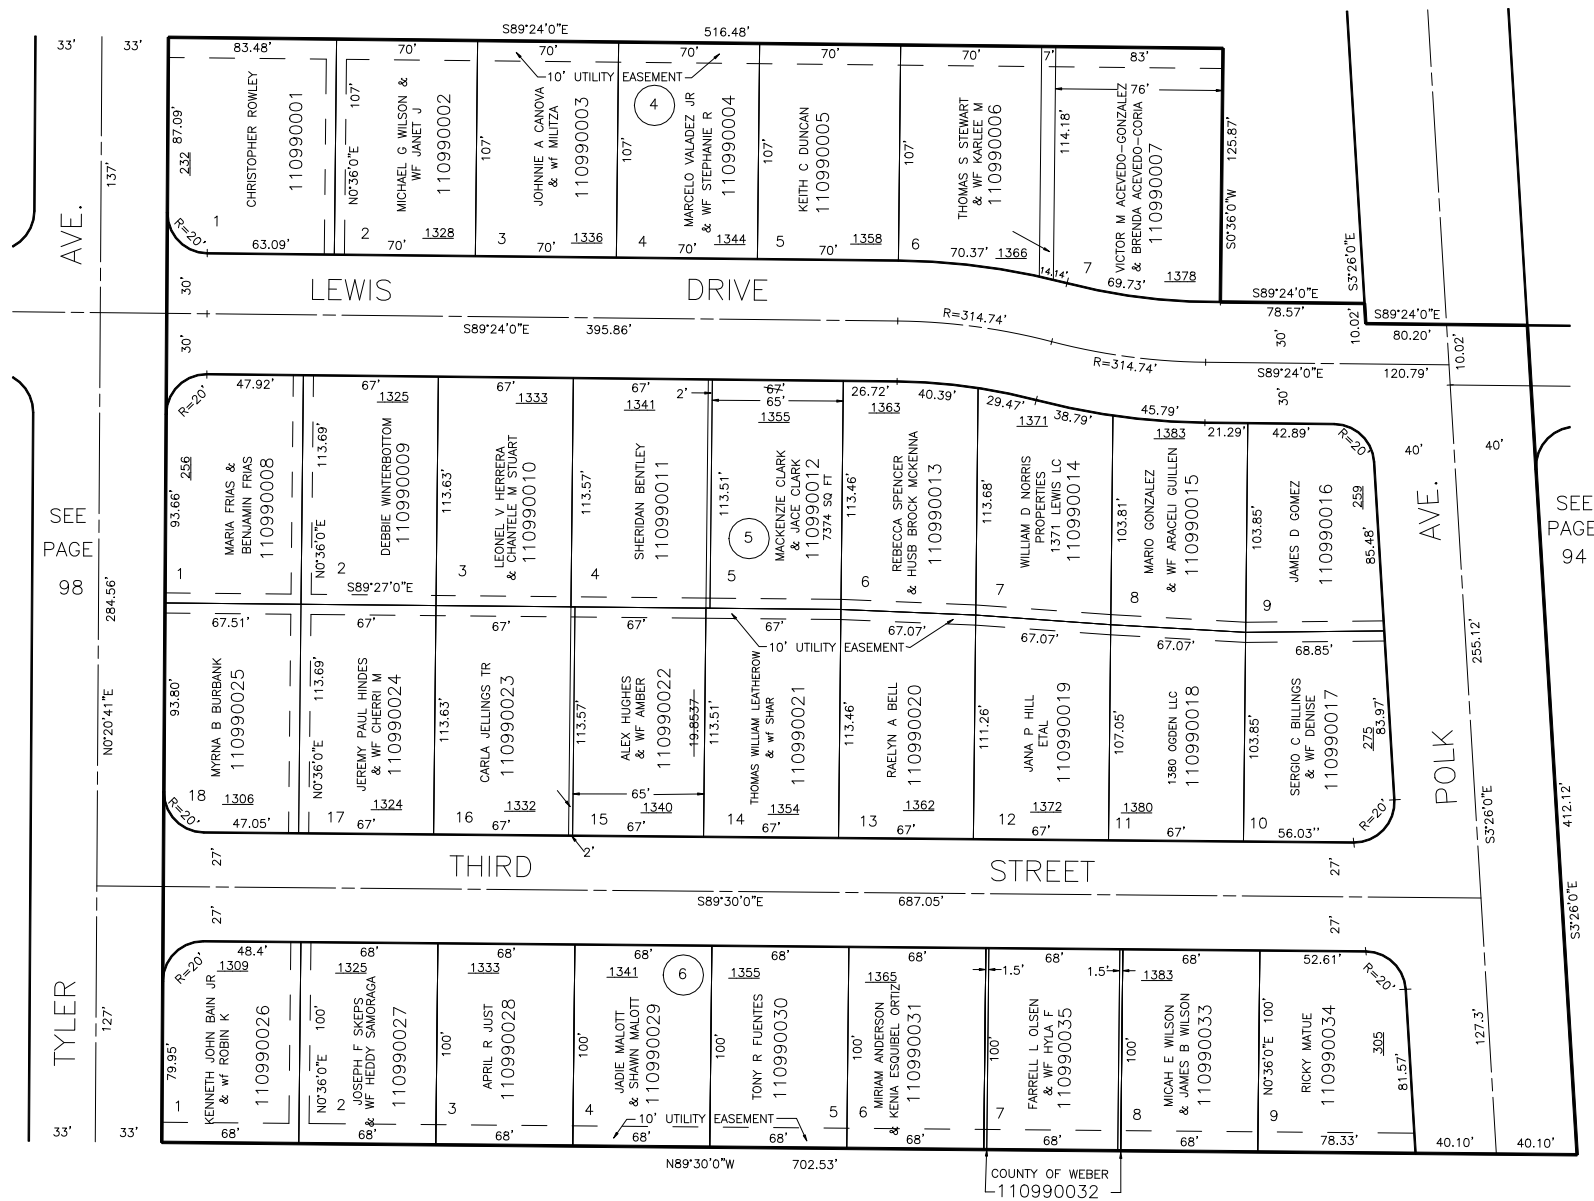 S89°24'0"E
516.48'
33'
33'
83.48'
70'
70'
70'
70'
70'
7'
83'
10' UTILITY EASEMENT
4
76'
87.09'
232
CHRISTOPHER ROWLEY
110990001
1
R=20'
63.09'
N0°36'0"E
107'
MICHAEL G WILSON &
WF JANET J
110990002
2
70'
1328
107'
JOHNNIE A CANOVA
& wf MILITZA
110990003
3
70'
1336
107'
MARCELO VALADEZ JR
& WF STEPHANIE R
110990004
4
70'
1344
107'
KEITH C DUNCAN
110990005
5
70'
1358
107'
THOMAS S STEWART
& WF KARLEE M
110990006
6
70.37'
1366
114.18'
VICTOR M ACEVEDO-GONZALEZ
& BRENDA ACEVEDO-CORIA
110990007
7
1378
14.14'
69.73'
125.87'
S0°36'0"W
S3°26'0"E
137'
AVE.
30'
LEWIS
DRIVE
S89°24'0"E
78.57'
10.02'
S89°24'0"E
80.20'
S89°24'0"E
395.86'
R=314.74'
R=314.74'
30'
30'
S89°24'0"E
120.79'
10.02'
30'
R=20'
47.92'
67'
1325
67'
1333
67'
1341
2'
67'
65'
1355
26.72'
1363
40.39'
29.47'
1371
38.79'
45.79'
1383
21.29'
42.89'
R=20'
40'
40'
256
93.66'
MARIA FRIAS &
BENJAMIN FRIAS
110990008
1
113.69'
N0°36'0"E
DEBBIE WINTERBOTTOM
110990009
2
S89°27'0"E
113.63'
LEONEL V HERRERA
& CHANTELE M STUART
110990010
3
113.57'
SHERIDAN BENTLEY
110990011
4
113.51'
5
MACKENZIE CLARK
& JACE CLARK
110990012
7374 SQ FT
5
113.46'
REBECCA SPENCER
& HUSB BROCK MCKENNA
110990013
6
113.68'
WILLIAM D NORRIS
PROPERTIES
1371 LEWIS LC
110990014
7
103.81'
MARIO GONZALEZ
& WF ARACELI GUILLEN
110990015
8
103.85'
JAMES D GOMEZ
110990016
9
259
85.48'
AVE.
SEE
PAGE
98
SEE
PAGE
94
284.56'
N0°20'41"E
255.12'
67.51'
67'
67'
67'
67'
67.07'
67.07'
67.07'
68.85'
10' UTILITY EASEMENT
93.80'
MYRNA B BURBANK
110990025
18
1306
R=20'
47.05'
113.69'
N0°36'0"E
JEREMY PAUL HINDES
& WF CHERRI M
110990024
17
1324
67'
113.63'
CARLA JELLINGS TR
110990023
16
1332
67'
113.57'
ALEX HUGHES
& WF AMBER
110990022
19.8537
65'
15
1340
67'
2'
113.51'
THOMAS WILLIAM LEATHEROW
& wf SHAR
110990021
14
1354
67'
113.46'
RAELYN A BELL
110990020
13
1362
67'
111.26'
JANA P HILL
ETAL
110990019
12
1372
67'
107.05'
1380 OGDEN LLC
110990018
11
1380
67'
103.85'
SERGIO C BILLINGS
& WF DENISE
110990017
10
56.03''
275
83.97'
R=20'
POLK
S3°26'0"E
412.12'
S3°26'0"E
27'
THIRD
STREET
27'
S89°30'0"E
687.05'
27'
27'
R=20'
48.4'
1309
68'
1325
68'
1333
68'
1341
6
68'
1355
68'
1365
1.5'
68'
1.5'
68'
1383
52.61'
R=20'
TYLER
127'
79.95'
KENNETH JOHN BAIN JR
& wf ROBIN K
110990026
1
N0°36'0"E
100'
JOSEPH F SKEPS
& WF HEDDY SAMORAGA
110990027
2
100'
APRIL R JUST
110990028
3
100'
JADIE MALOTT
& SHAWN MALOTT
110990029
4
100'
TONY R FUENTES
110990030
5
100'
MIRIAM ANDERSON
& KENIA ESQUIBEL ORTIZ
110990031
6
100'
FARRELL L OLSEN
& WF HYLA F
110990035
7
100'
MICAH E WILSON
& JAMES B WILSON
110990033
8
N0°36'0"E
100'
RICKY MATUE
110990034
9
305
81.57'
127.3'
10' UTILITY EASEMENT
33'
33'
68'
68'
68'
68'
68'
68'
68'
68'
78.33'
40.10'
40.10'
N89°30'0"W
702.53'
COUNTY OF WEBER
110990032